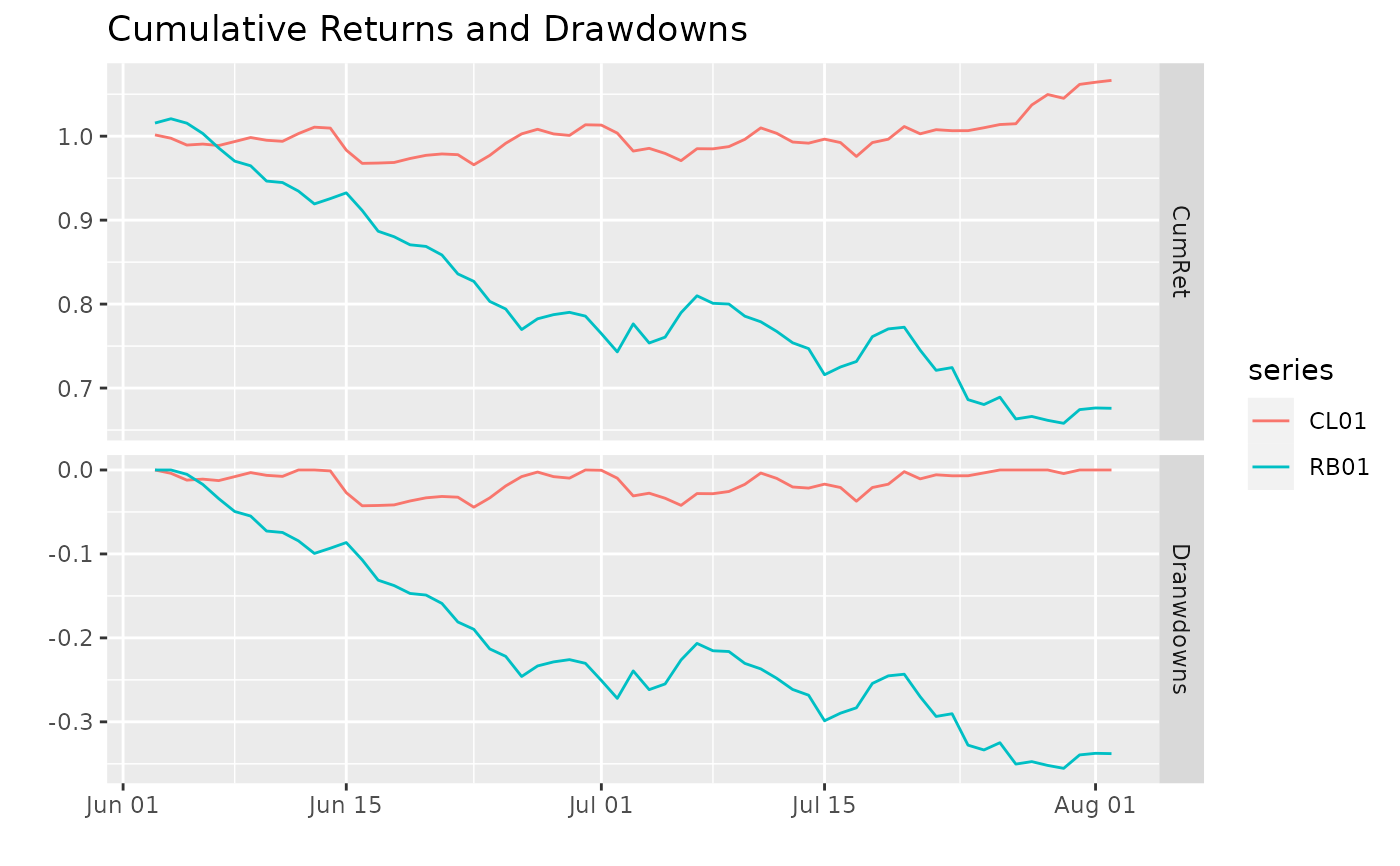 Cumulative Returns and Drawdowns
1.0
0.9
0.8
0.7
CumRet
0.0
-0.1
-0.2
-0.3
Dranwdowns
Jun 01
Jun 15
Jul 01
Jul 15
Aug 01
series
CL01
RB01